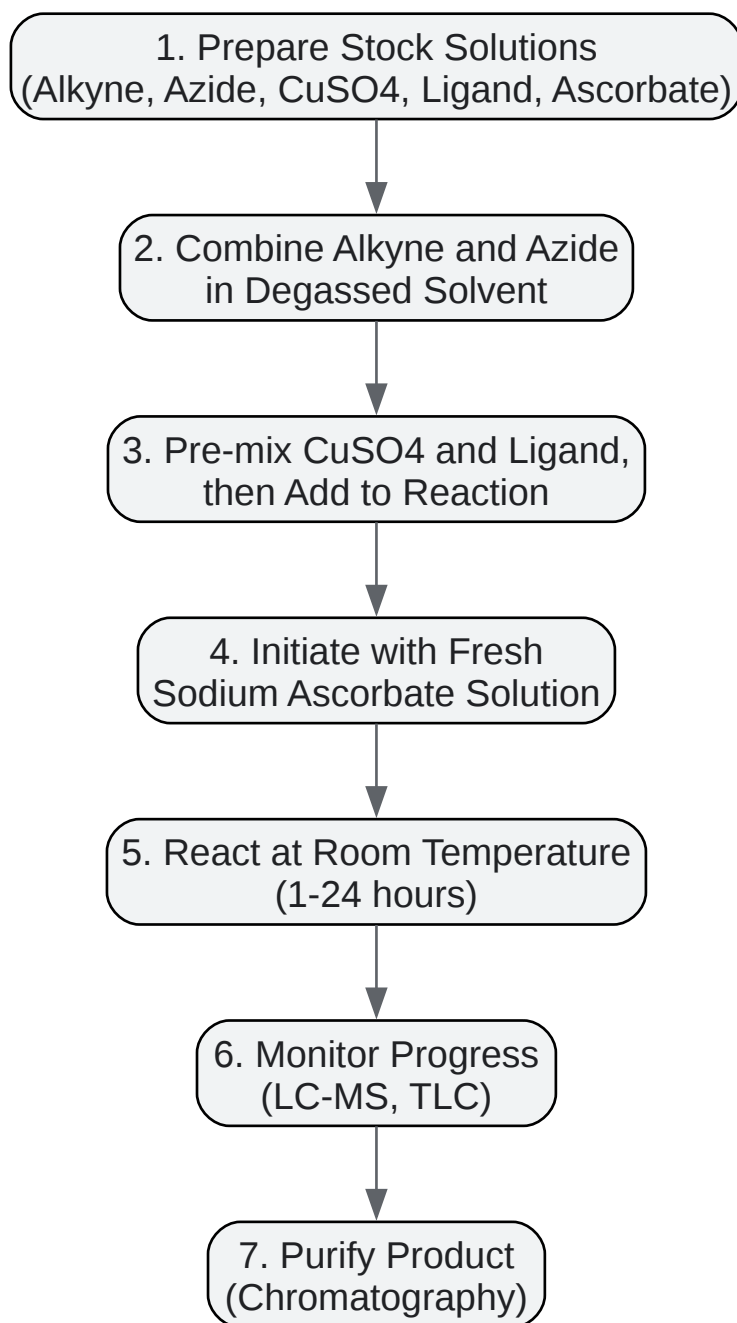 1. Prepare Stock Solutions
(Alkyne, Azide, CuSO4, Ligand, Ascorbate)
2. Combine Alkyne and Azide
in Degassed Solvent
3. Pre-mix CuSO4 and Ligand,
then Add to Reaction
4. Initiate with Fresh
Sodium Ascorbate Solution
5. React at Room Temperature
(1-24 hours)
6. Monitor Progress
(LC-MS, TLC)
7. Purify Product
(Chromatography)